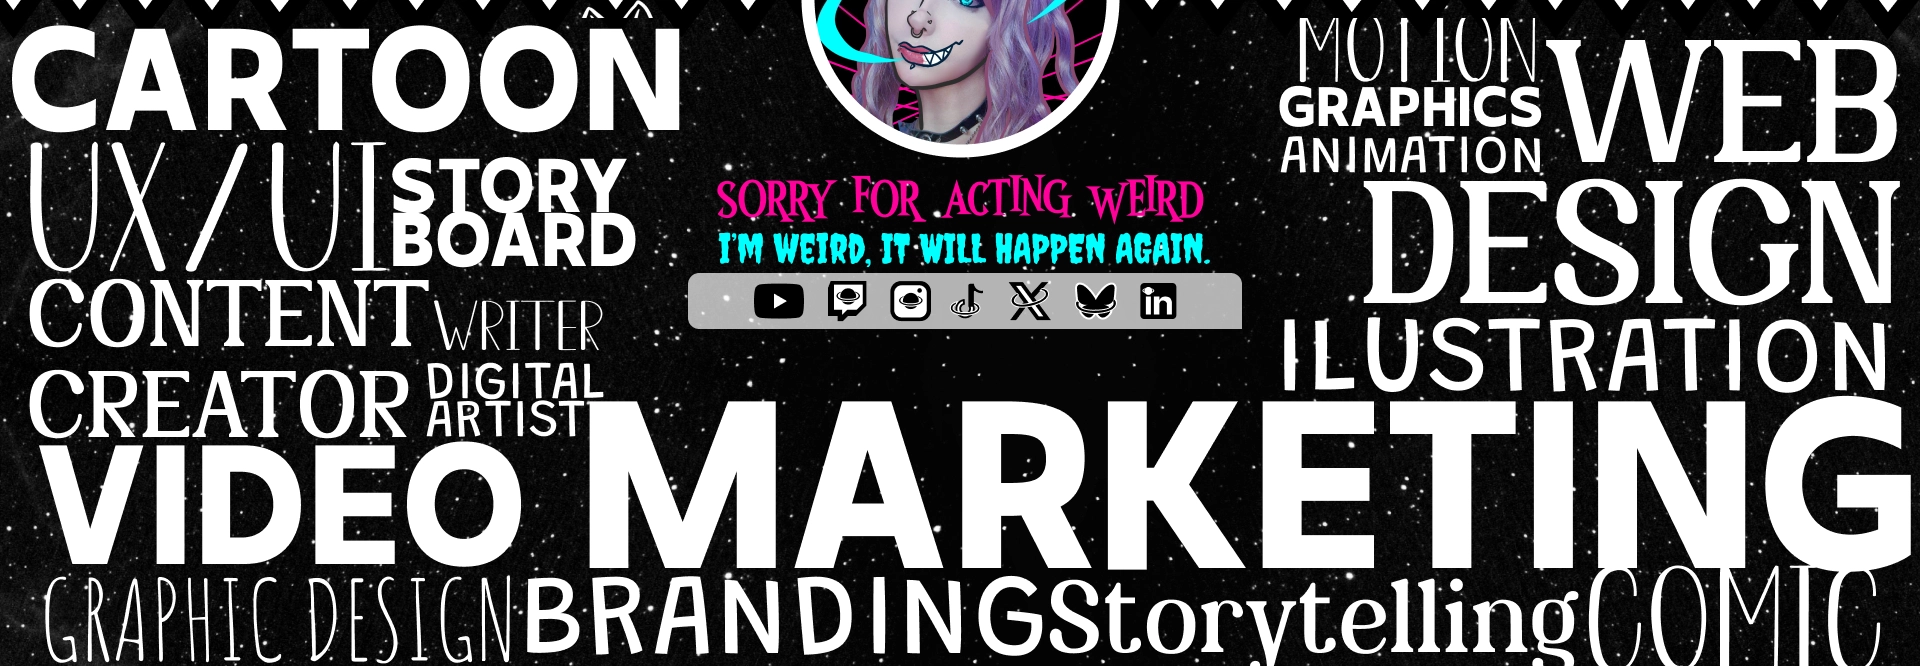 CARTOON
UX/UI
STORY
BOARD
CONTENT
WRITER
CREATOR
DIGITAL
ARTIST
VIDEO
SORRY FOR ACTING WEIRD
I'M WEIRD, IT WILL HAPPEN AGAIN.
in
MOTION
GRAPHICS
ANIMATION
WEB
DESIGN
ILUSTRATION
MARKETING
GRAPHIC DESIGN
BRANDING
Storytelling
COMIC